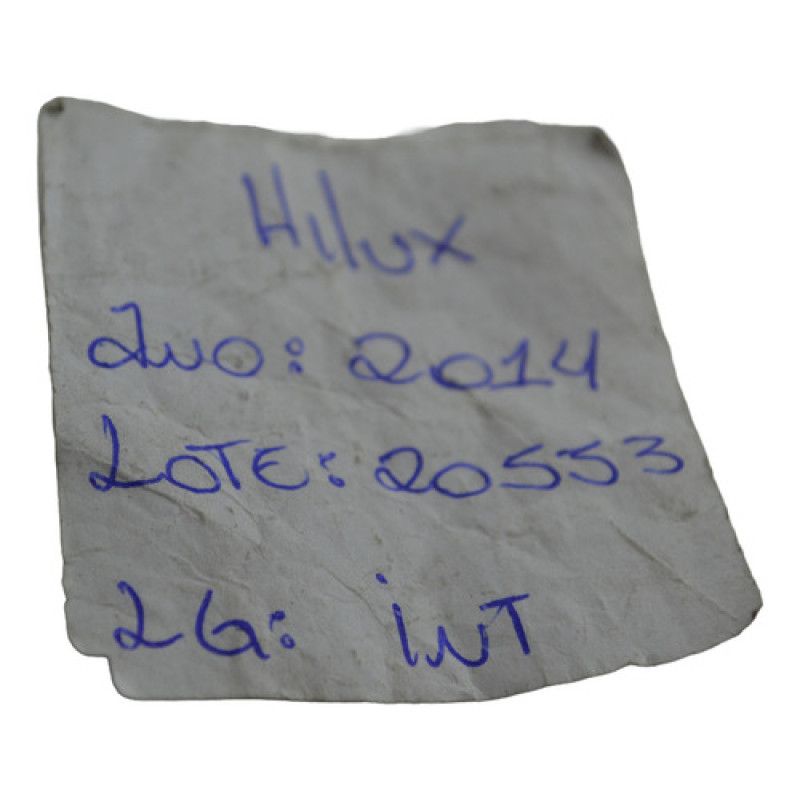 Hilux
Ano: 2014
LOTE: 20553
LG: INT